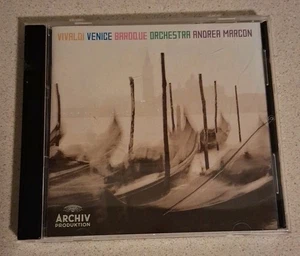 VIVALDI VENICE BAROQUE ORCHESTRA ANDREA MARCON
ARCHIV
PRODUKTION